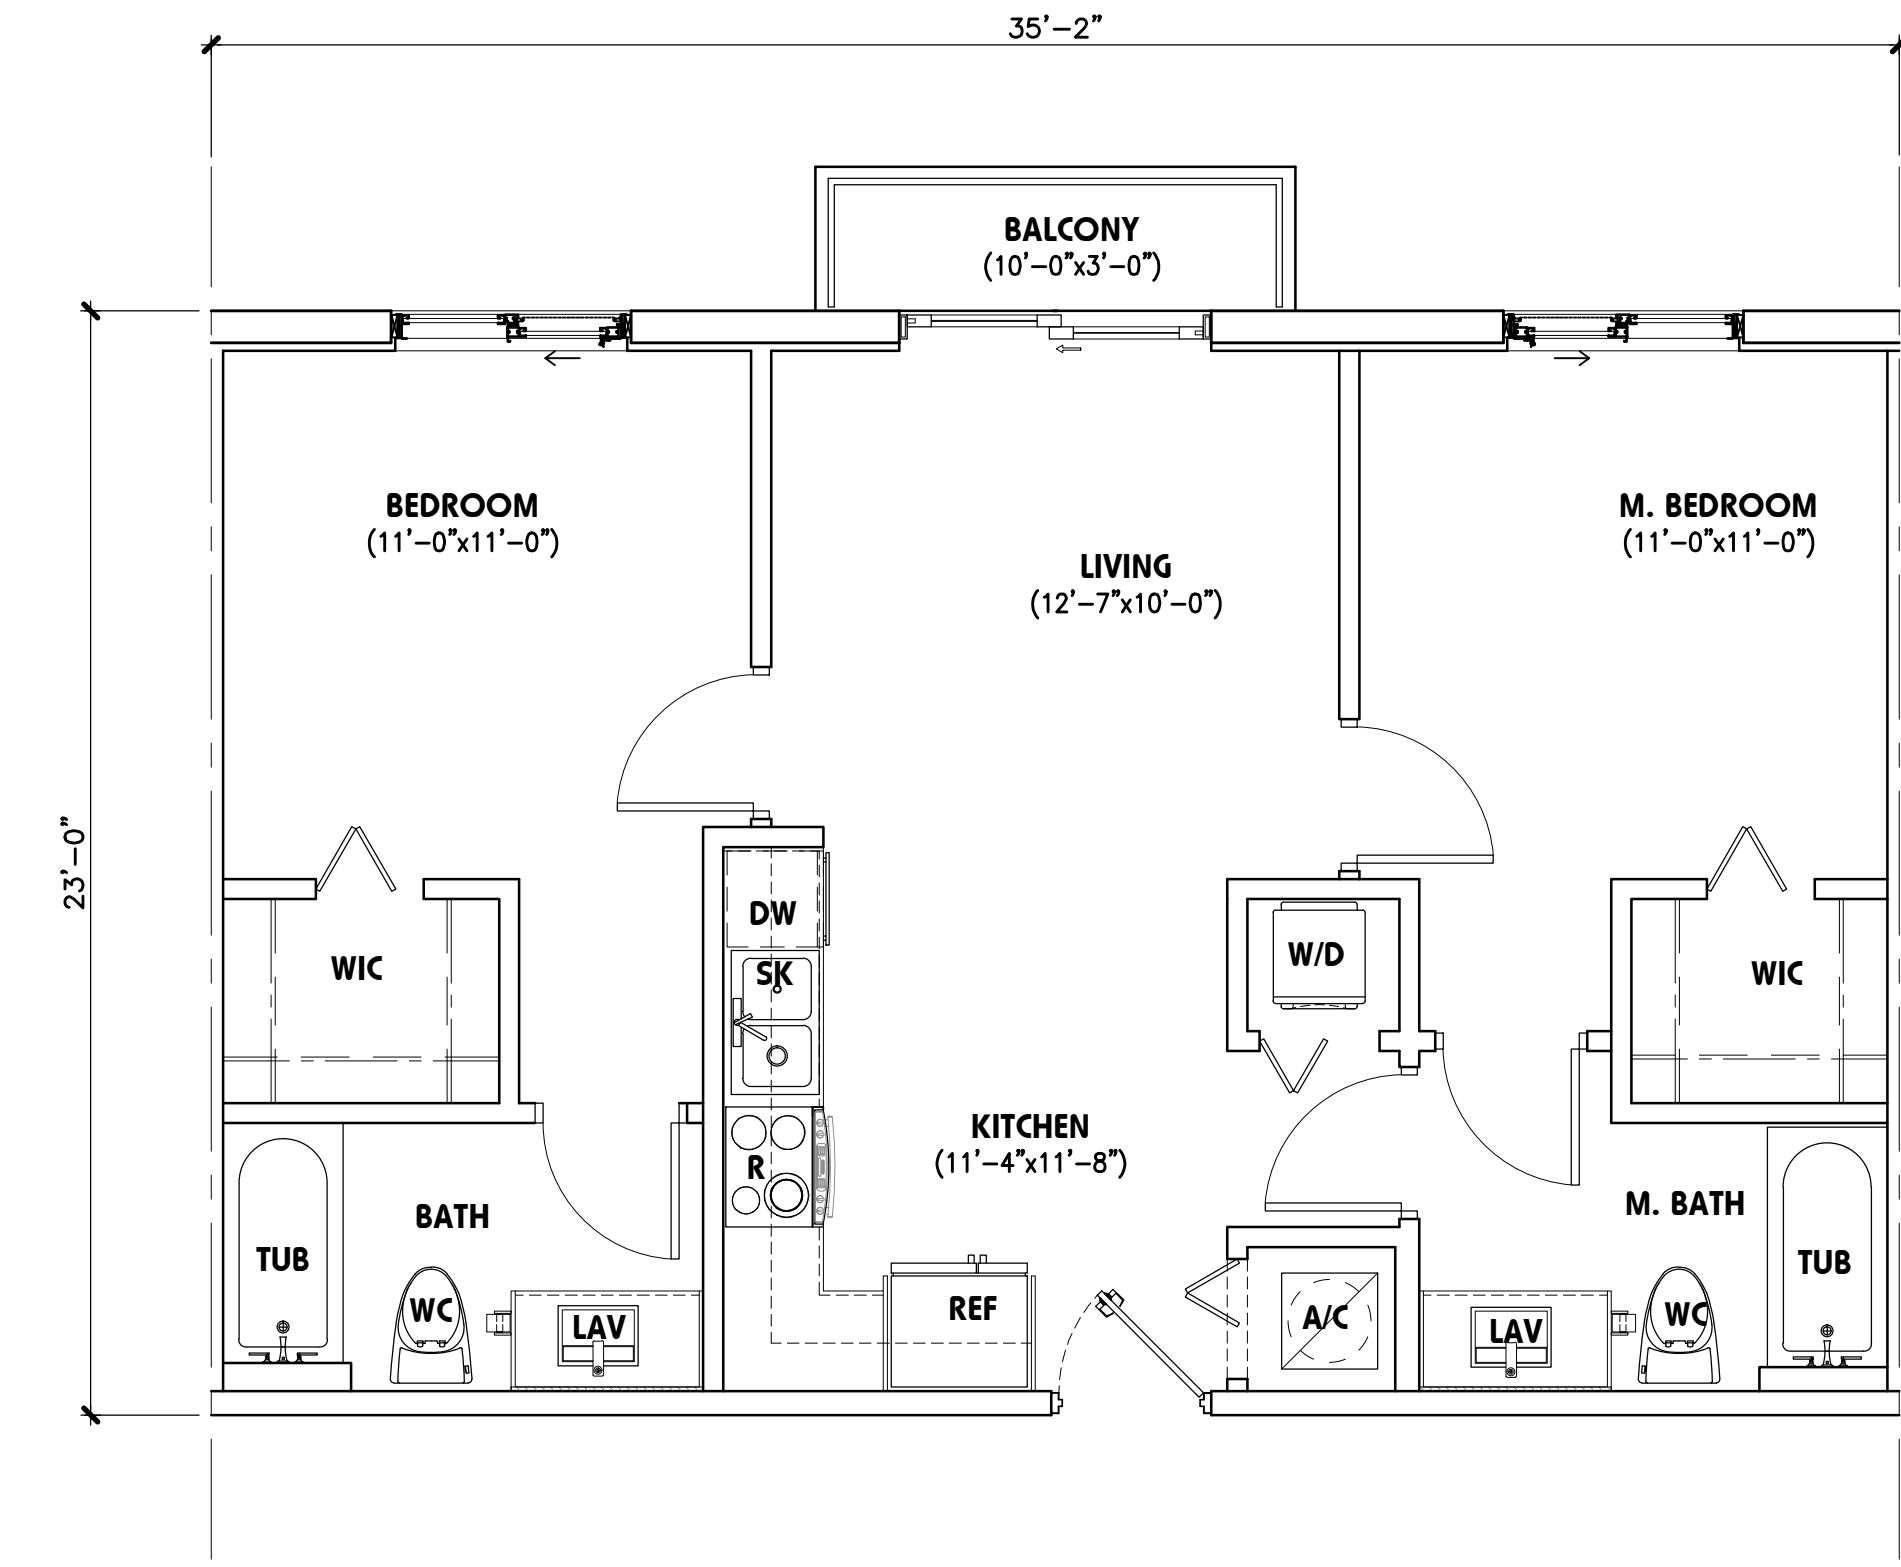 35'-2"
BALCONY
(10'-0"x3'-0")
BEDROOM
(11'-0"x11'-0")
M. BEDROOM
(11'-0"x11'-0")
LIVING
(12'-7"x10'-0")
23'-0"
DW
W/D
WIC
SK
WIC
KITCHEN
(11'-4"x11'-8")
R
BATH
M. BATH
TUB
TUB
WC
REF
A/C
WC
LAV
LAV